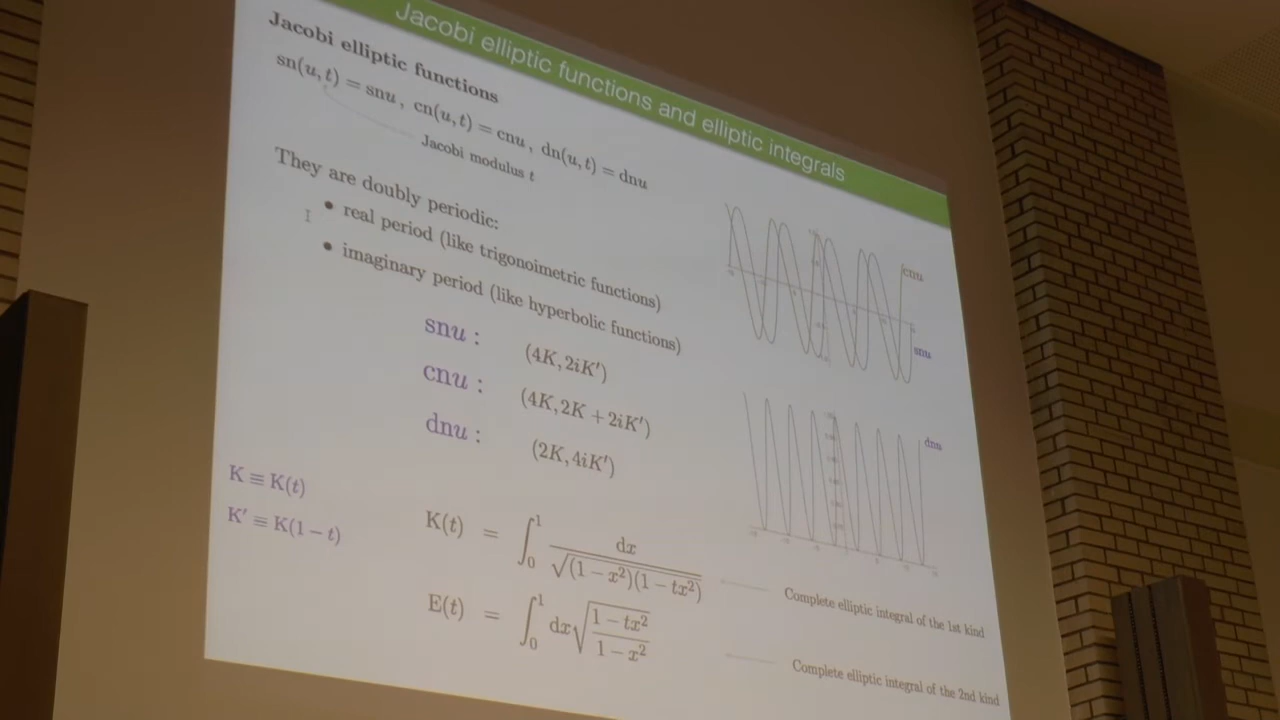 Jacobi elliptic functions and elliptic integrals
Jacobi elliptic functions
sn(u, t) = snu , cn(u, t) = cnu , dn(u, t) = dnu
Jacobi modulus t
They are doubly periodic:
• real period (like trigonoimetric functions)
• imaginary period (like hyperbolic functions)
snu : (4K, 2iK′)
cnu : (4K, 2K + 2iK′)
dnu : (2K, 4iK′)
K ≡ K(t)
K′ ≡ K(1 − t)
K(t) = ∫₀¹ dx / √((1 − x²)(1 − tx²))
Complete elliptic integral of the 1st kind
E(t) = ∫₀¹ dx √((1 − tx²) / (1 − x²))
Complete elliptic integral of the 2nd kind
cnu
snu
dnu